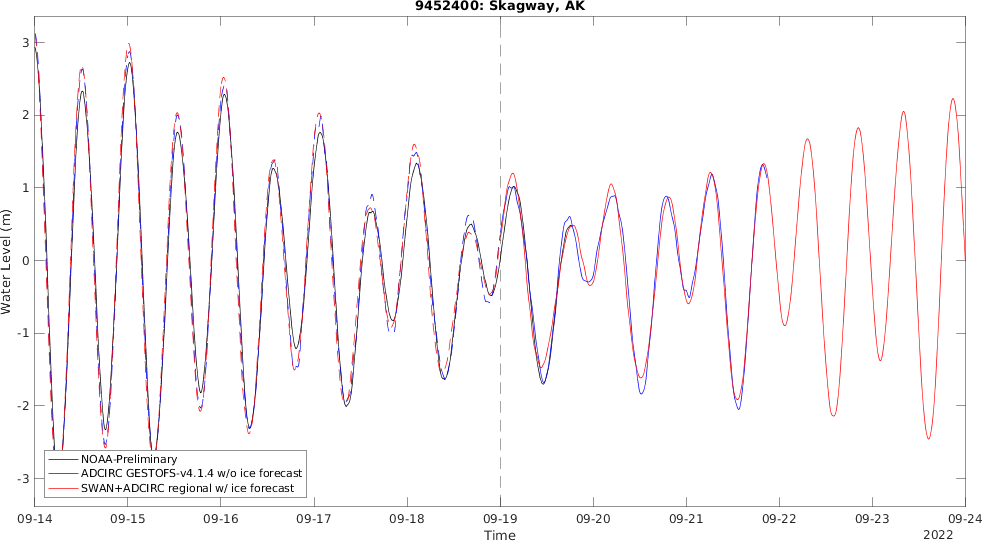 9452400: Skagway, AK
3
2
1
0
-1
-2
-3
Water Level (m)
NOAA-Preliminary
ADCIRC GESTOFS-v4.1.4 w/o ice forecast
SWAN+ADCIRC regional w/ ice forecast
09-14 09-15 09-16 09-17 09-18 09-19 09-20 09-21 09-22 09-23 09-24
Time
2022